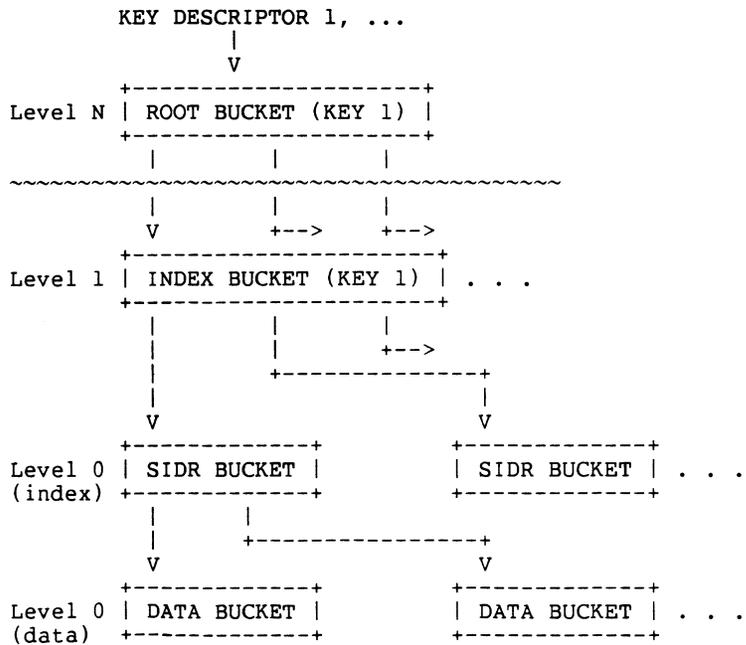 KEY DESCRIPTOR 1, ...
|
V
+----------------------+
Level N | ROOT BUCKET (KEY 1) |
+----------------------+
| | |
~~~~~~~~~~~~~~~~~~~~~~~~~~~~~~~~~~~~~~~~~
| | |
V +--> +-->
+-----------------------+
Level 1 | INDEX BUCKET (KEY 1) | . . .
+-----------------------+
| | |
| | +-->
| +---------------+
| |
V V
+-------------+ +-------------+
Level 0 | SIDR BUCKET | | SIDR BUCKET | . . .
(index) +-------------+ +-------------+
| |
| +-----------------+
V V
+-------------+ +-------------+
Level 0 | DATA BUCKET | | DATA BUCKET | . . .
(data) +-------------+ +-------------+